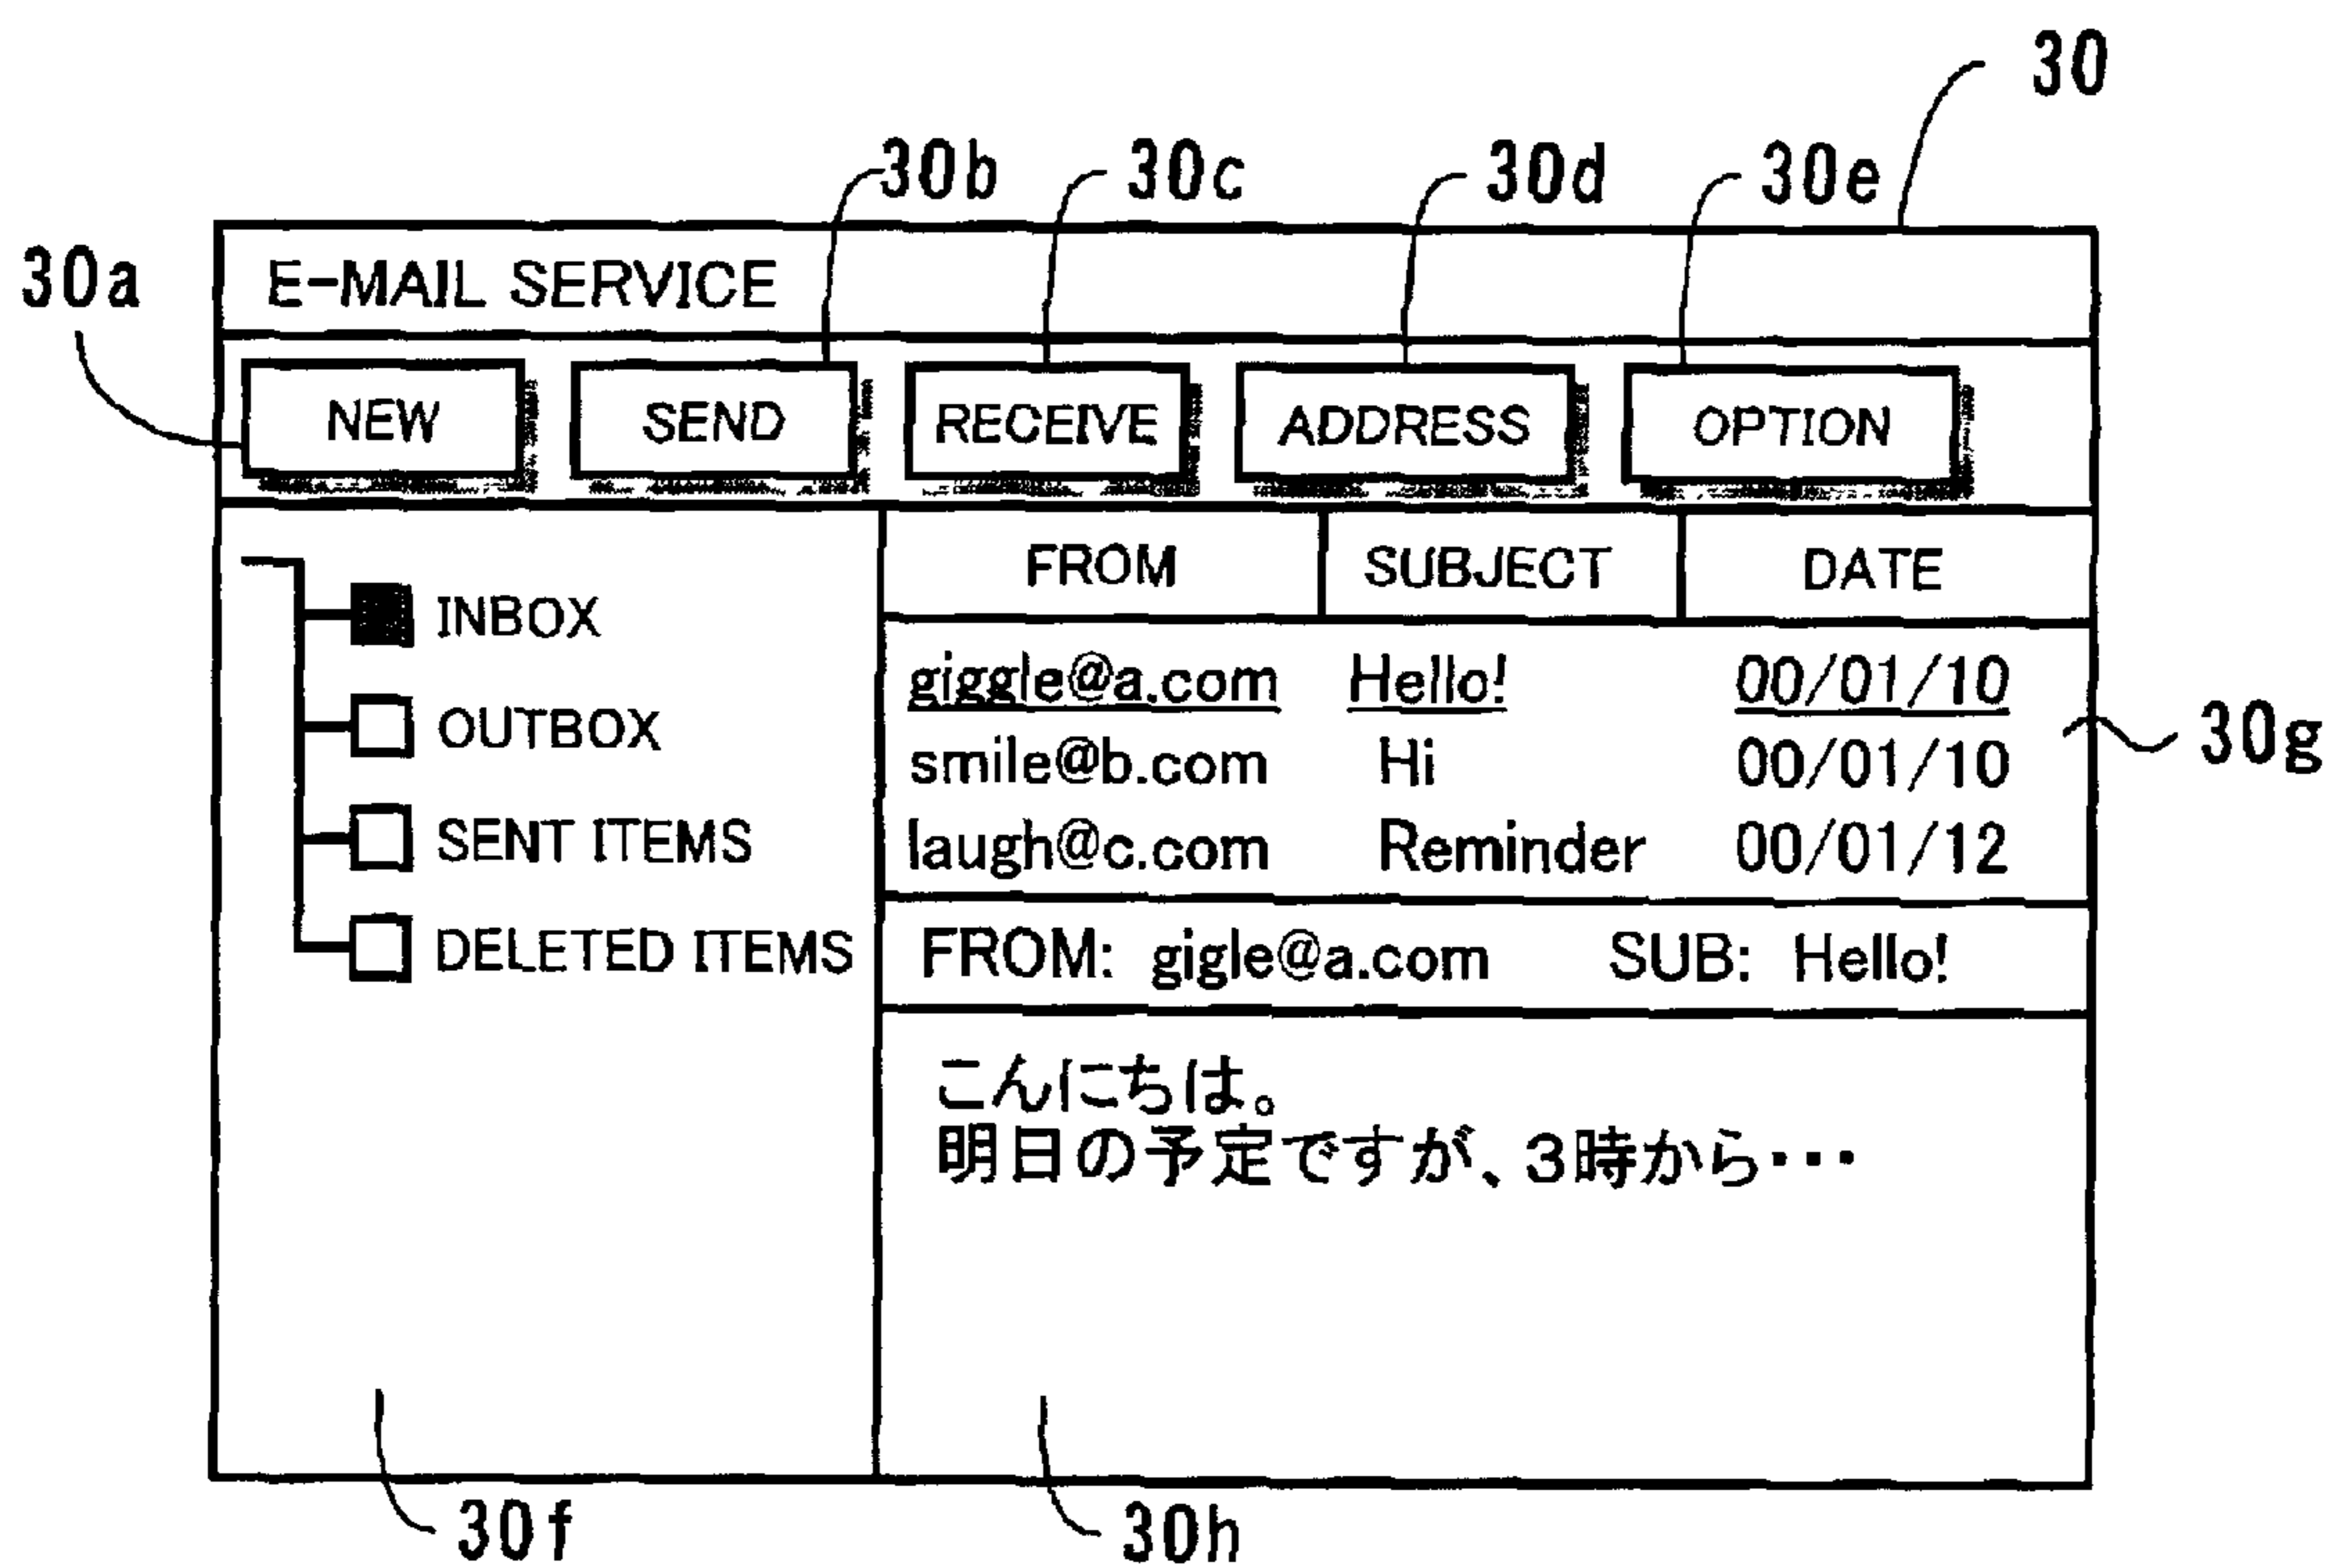 30
30b 30c 30d 30e
30a
E-MAIL SERVICE
NEW SEND RECEIVE ADDRESS OPTION
FROM SUBJECT DATE
INBOX
OUTBOX
SENT ITEMS
DELETED ITEMS
giggle@a.com Hello! 00/01/10
smile@b.com Hi 00/01/10
laugh@c.com Reminder 00/01/12
30g
FROM: gigle@a.com SUB: Hello!
こんにちは。
明日の予定ですが、3時から・・・
30f 30h